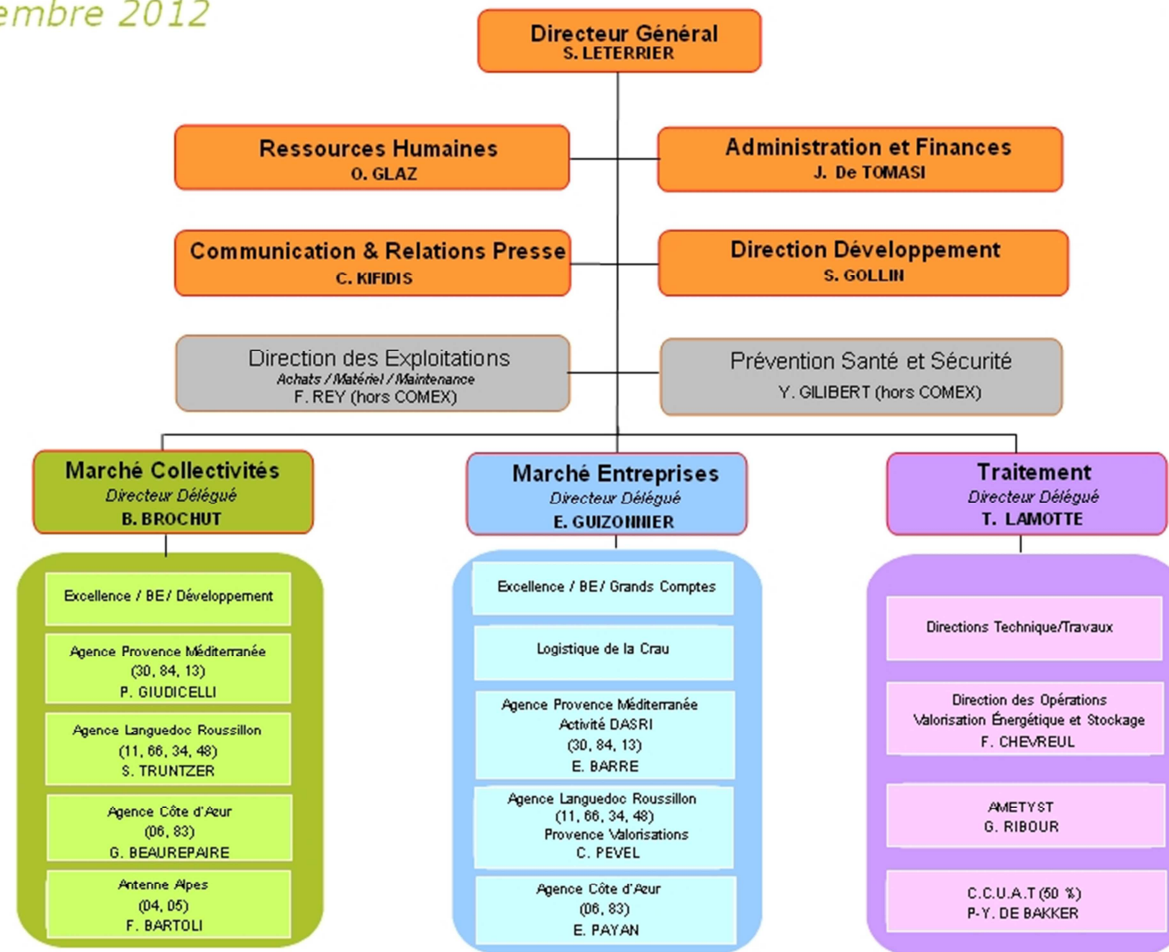 embre 2012
Directeur Général
S. LETERRIER
Ressources Humaines
O. GLAZ
Administration et Finances
J. De TOMASI
Communication & Relations Presse
C. KIFIDIS
Direction Développement
S. GOLLIN
Direction des Exploitations
Achats / Matériel / Maintenance
F. REY (hors COMEX)
Prévention Santé et Sécurité
Y. GILIBERT (hors COMEX)
Marché Collectivités
Directeur Délégué
B. BROCHUT
Marché Entreprises
Directeur Délégué
E. GUIZONNIER
Traitement
Directeur Délégué
T. LAMOTTE
Excellence / BE / Développement
Agence Provence Méditerranée
(30, 84, 13)
P. GIUDICELLI
Agence Languedoc Roussillon
(11, 66, 34, 48)
S. TRUNTZER
Agence Côte d'Azur
(06, 83)
G. BEAUREPAIRE
Antenne Alpes
(04, 05)
F. BARTOLI
Excellence / BE / Grands Comptes
Logistique de la Crau
Agence Provence Méditerranée
Activité DASRI
(30, 84, 13)
E. BARRE
Agence Languedoc Roussillon
(11, 66, 34, 48)
Provence Valorisations
C. PEVEL
Agence Côte d'Azur
(06, 83)
E. PAYAN
Directions Technique/Travaux
Direction des Opérations
Valorisation Énergétique et Stockage
F. CHEVREUL
AMETYST
G. RIBOUR
C.C.U.A.T (50 %)
P-Y. DE BAKKER